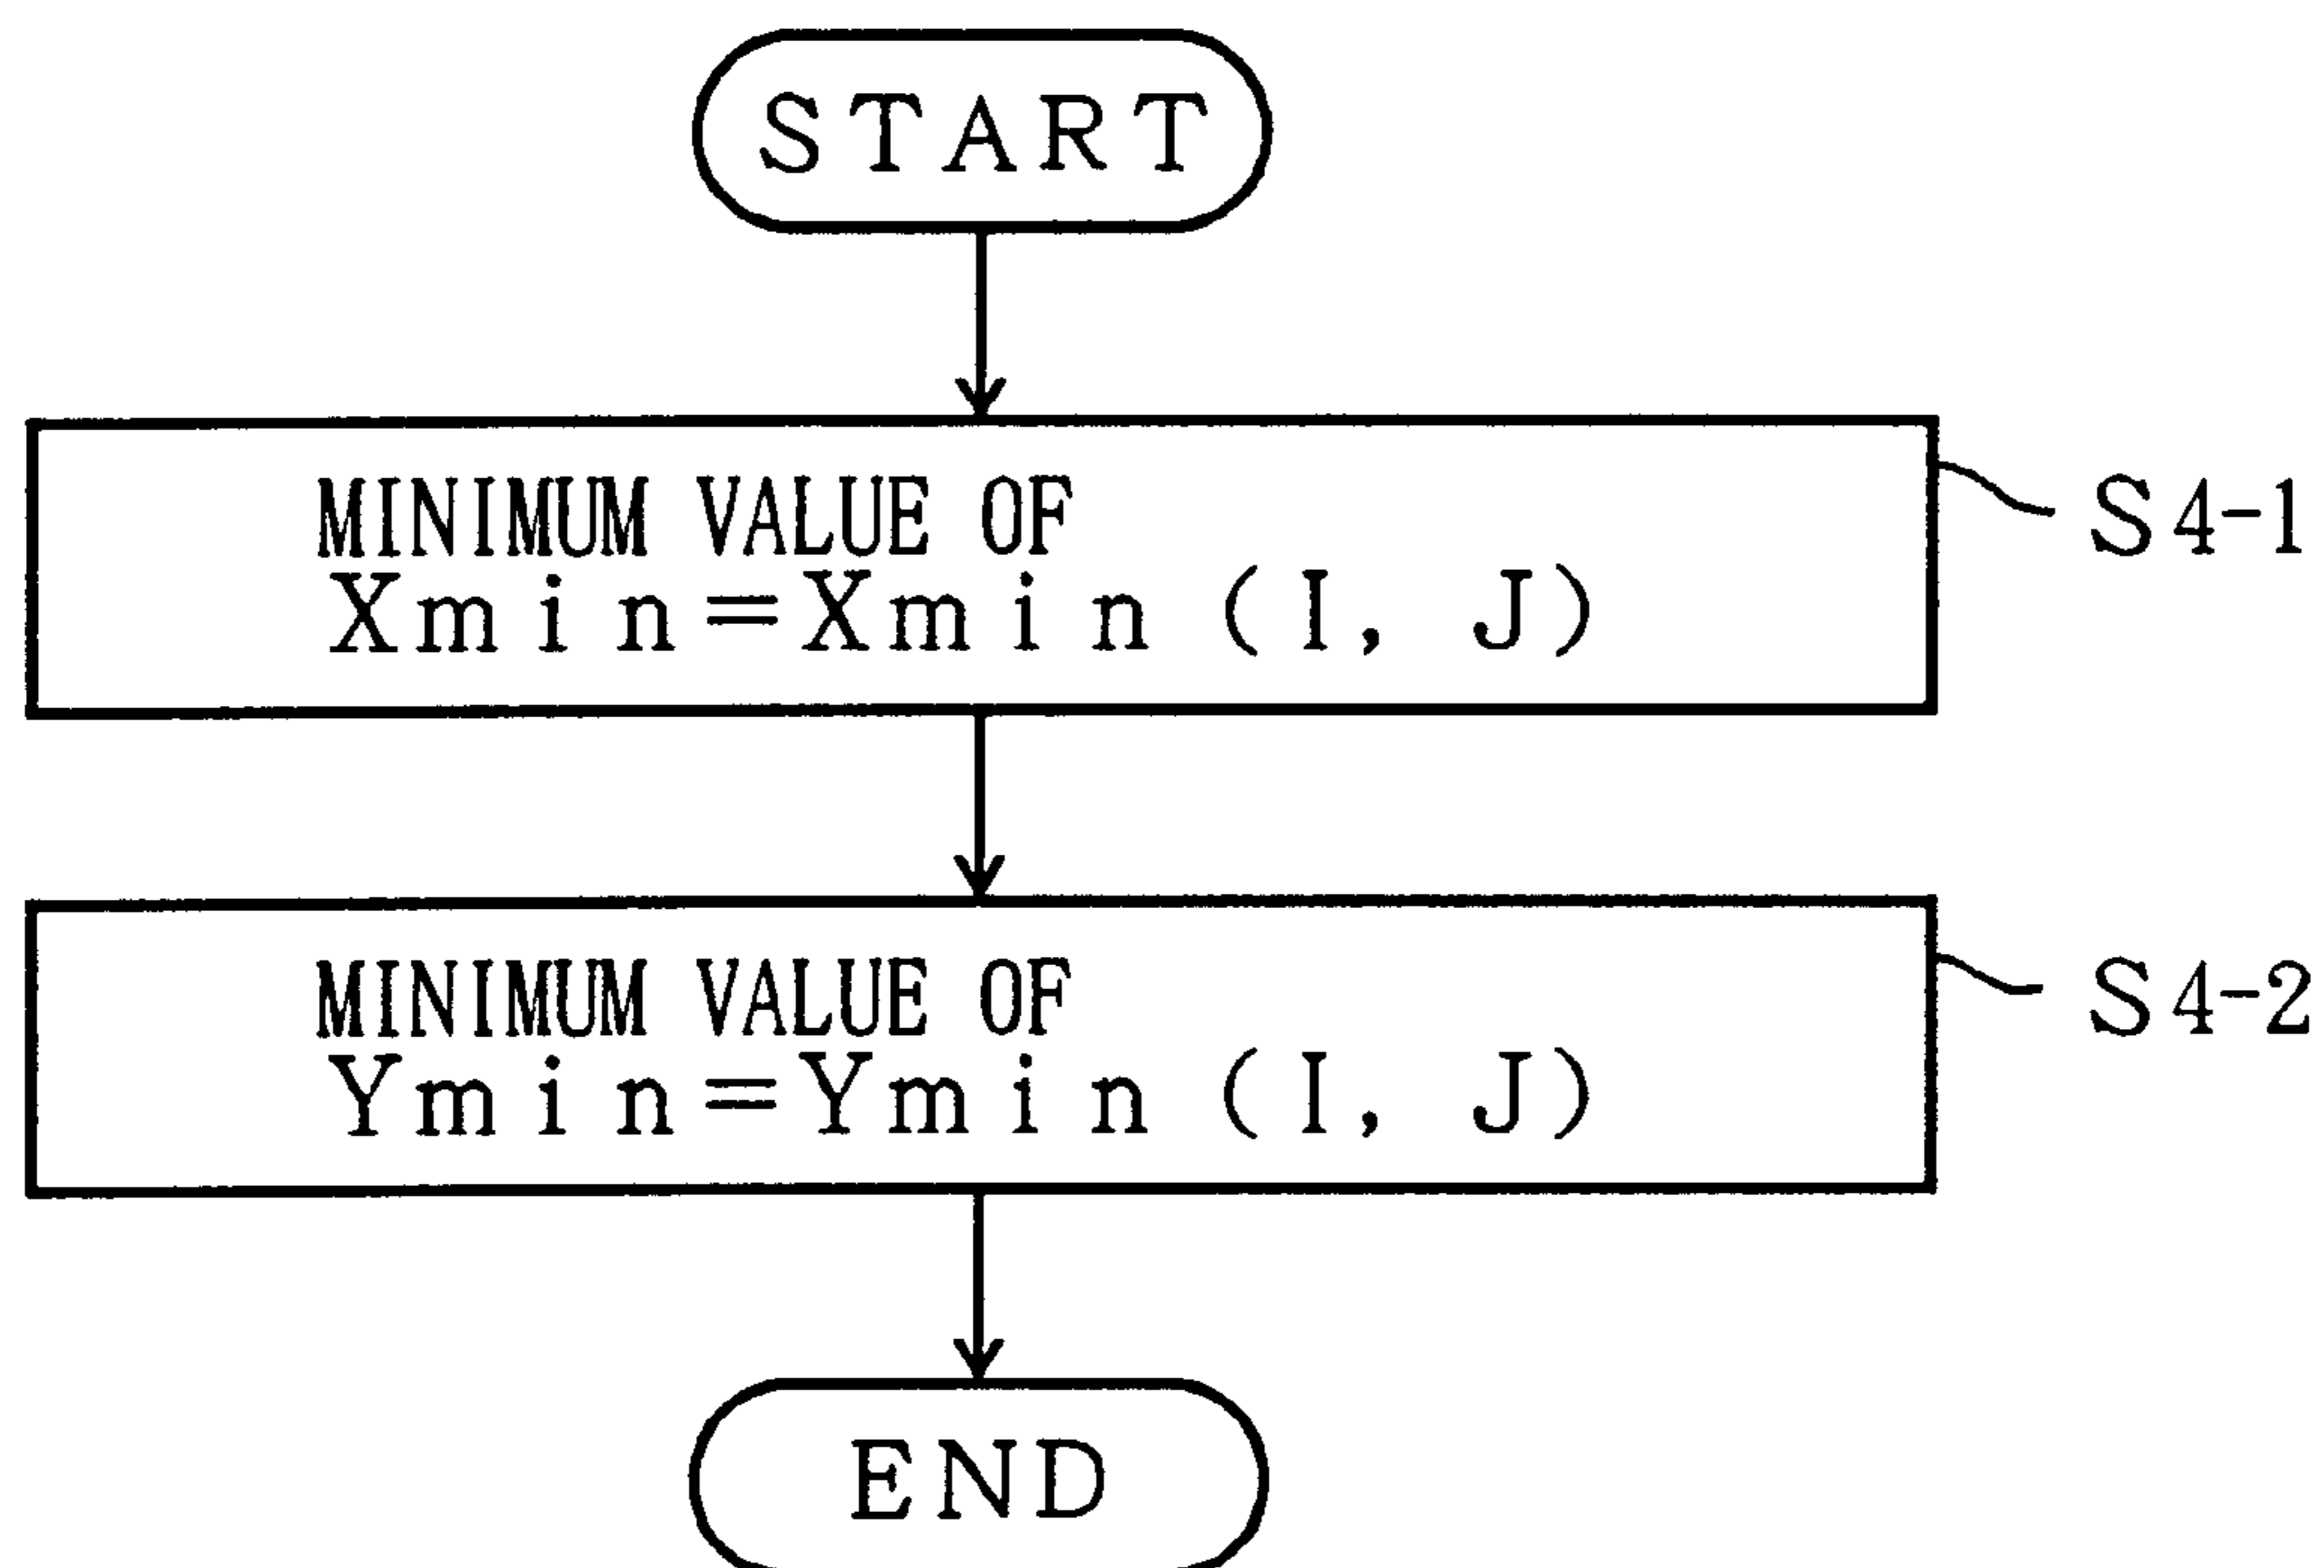 START
MINIMUM VALUE OF
Xmin=Xmin (I, J)
S4-1
MINIMUM VALUE OF
Ymin=Ymin (I, J)
S4-2
END